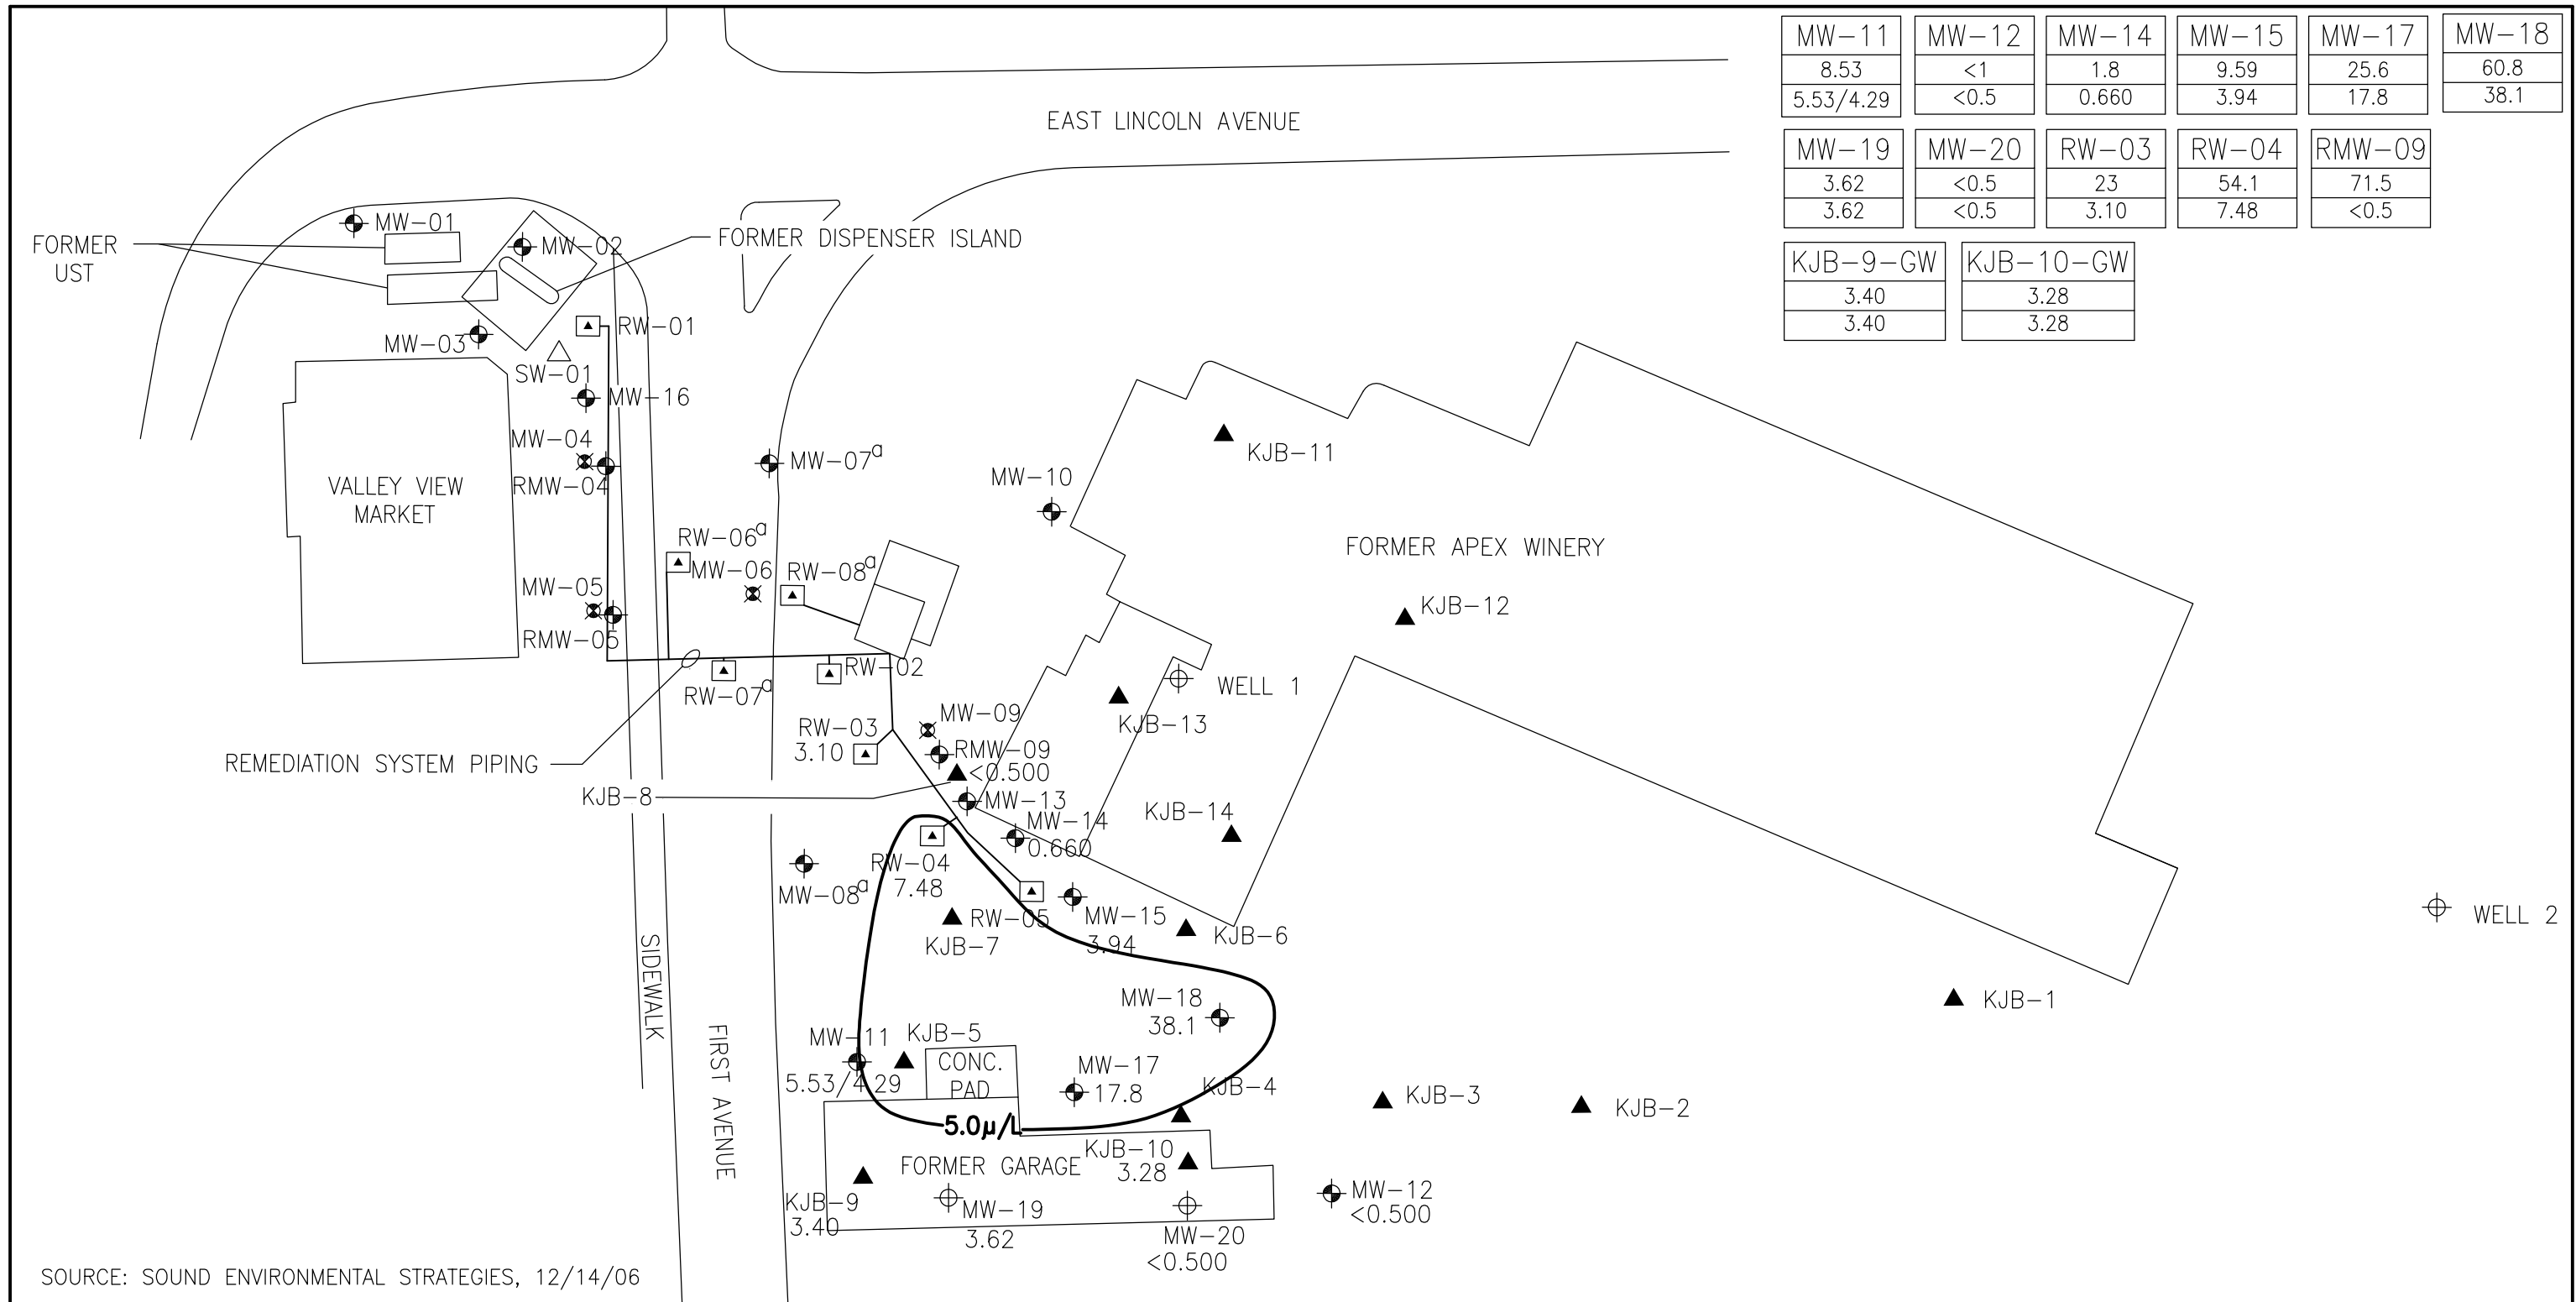 MW-11
8.53
5.53/4.29
MW-12
<1
<0.5
MW-14
1.8
0.660
MW-15
9.59
3.94
MW-17
25.6
17.8
MW-18
60.8
38.1
MW-19
3.62
3.62
MW-20
<0.5
<0.5
RW-03
23
3.10
RW-04
54.1
7.48
RMW-09
71.5
<0.5
KJB-9-GW
3.40
3.40
KJB-10-GW
3.28
3.28
EAST LINCOLN AVENUE
MW-01
FORMER
UST
MW-02
FORMER DISPENSER ISLAND
RW-01
MW-03
SW-01
MW-16
MW-04
RMW-04
VALLEY VIEW
MARKET
MW-07a
MW-10
KJB-11
FORMER APEX WINERY
RW-06a
MW-06
RW-08a
MW-05
RMW-05
KJB-12
RW-07a
RW-02
WELL 1
KJB-13
MW-09
RW-03
3.10
RMW-09
<0.500
REMEDIATION SYSTEM PIPING
KJB-8
MW-13
MW-14
0.660
KJB-14
RW-04
7.48
MW-08a
RW-05
KJB-7
MW-15
3.94
KJB-6
WELL 2
SIDEWALK
FIRST AVENUE
MW-18
38.1
KJB-1
MW-11
5.53/4.29
KJB-5
CONC.
PAD
MW-17
17.8
KJB-4
KJB-3
KJB-2
5.0µ/L
FORMER GARAGE
KJB-10
3.28
KJB-9
3.40
MW-19
3.62
MW-20
<0.500
MW-12
<0.500
SOURCE: SOUND ENVIRONMENTAL STRATEGIES, 12/14/06